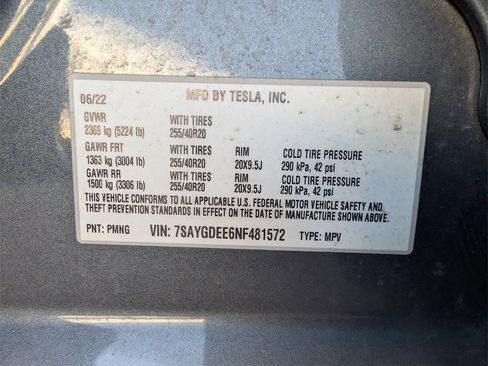 MFD BY TESLA, INC.
06/22
GVWR WITH TIRES
2369 kg (5224 lb) 255/40R20
GAWR FRT WITH TIRES RIM COLD TIRE PRESSURE
1363 kg (3004 lb) 255/40R20 20X9.5J 290 kPa, 42 psi
GAWR RR WITH TIRES RIM COLD TIRE PRESSURE
1500 kg (3306 lb) 255/40R20 20X9.5J 290 kPa, 42 psi
THIS VEHICLE CONFORMS TO ALL APPLICABLE U.S. FEDERAL MOTOR VEHICLE SAFETY AND
THEFT PREVENTION STANDARDS IN EFFECT ON THE DATE OF MANUFACTURE SHOWN ABOVE.
PNT: PMNG VIN: 7SAYGDEE6NF481572 TYPE: MPV